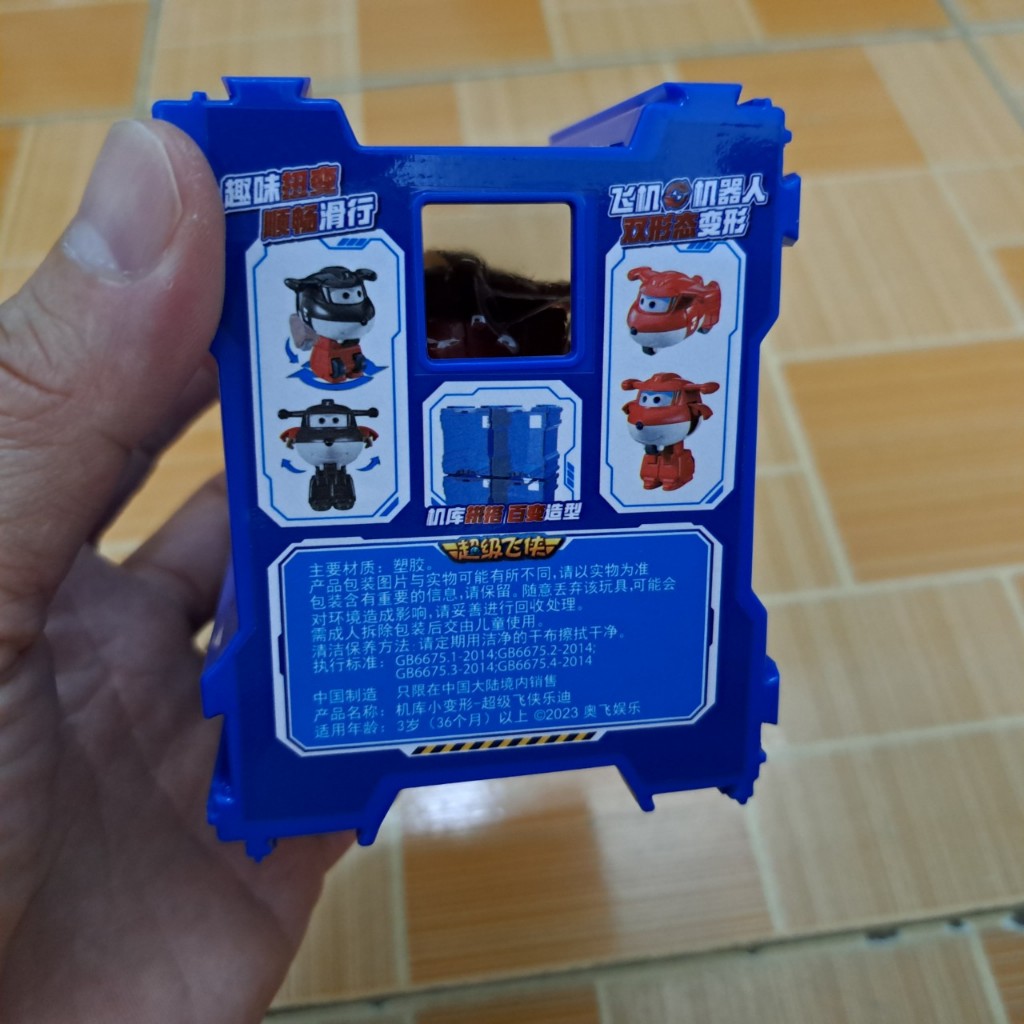 趣味扭变
顺畅滑行
飞机 机器人
双形态变形
机库拼搭 百变造型
超级飞侠
主要材质：塑胶。
产品包装图片与实物可能有所不同,请以实物为准
包装含有重要的信息,请保留。随意丢弃该玩具,可能会
对环境造成影响,请妥善进行回收处理。
需成人拆除包装后交由儿童使用。
清洁保养方法：请定期用洁净的干布擦拭干净。
执行标准：GB6675.1-2014;GB6675.2-2014;
GB6675.3-2014;GB6675.4-2014
中国制造 只限在中国大陆境内销售
产品名称：机库小变形-超级飞侠乐迪
适用年龄：3岁（36个月）以上 ©2023 奥飞娱乐